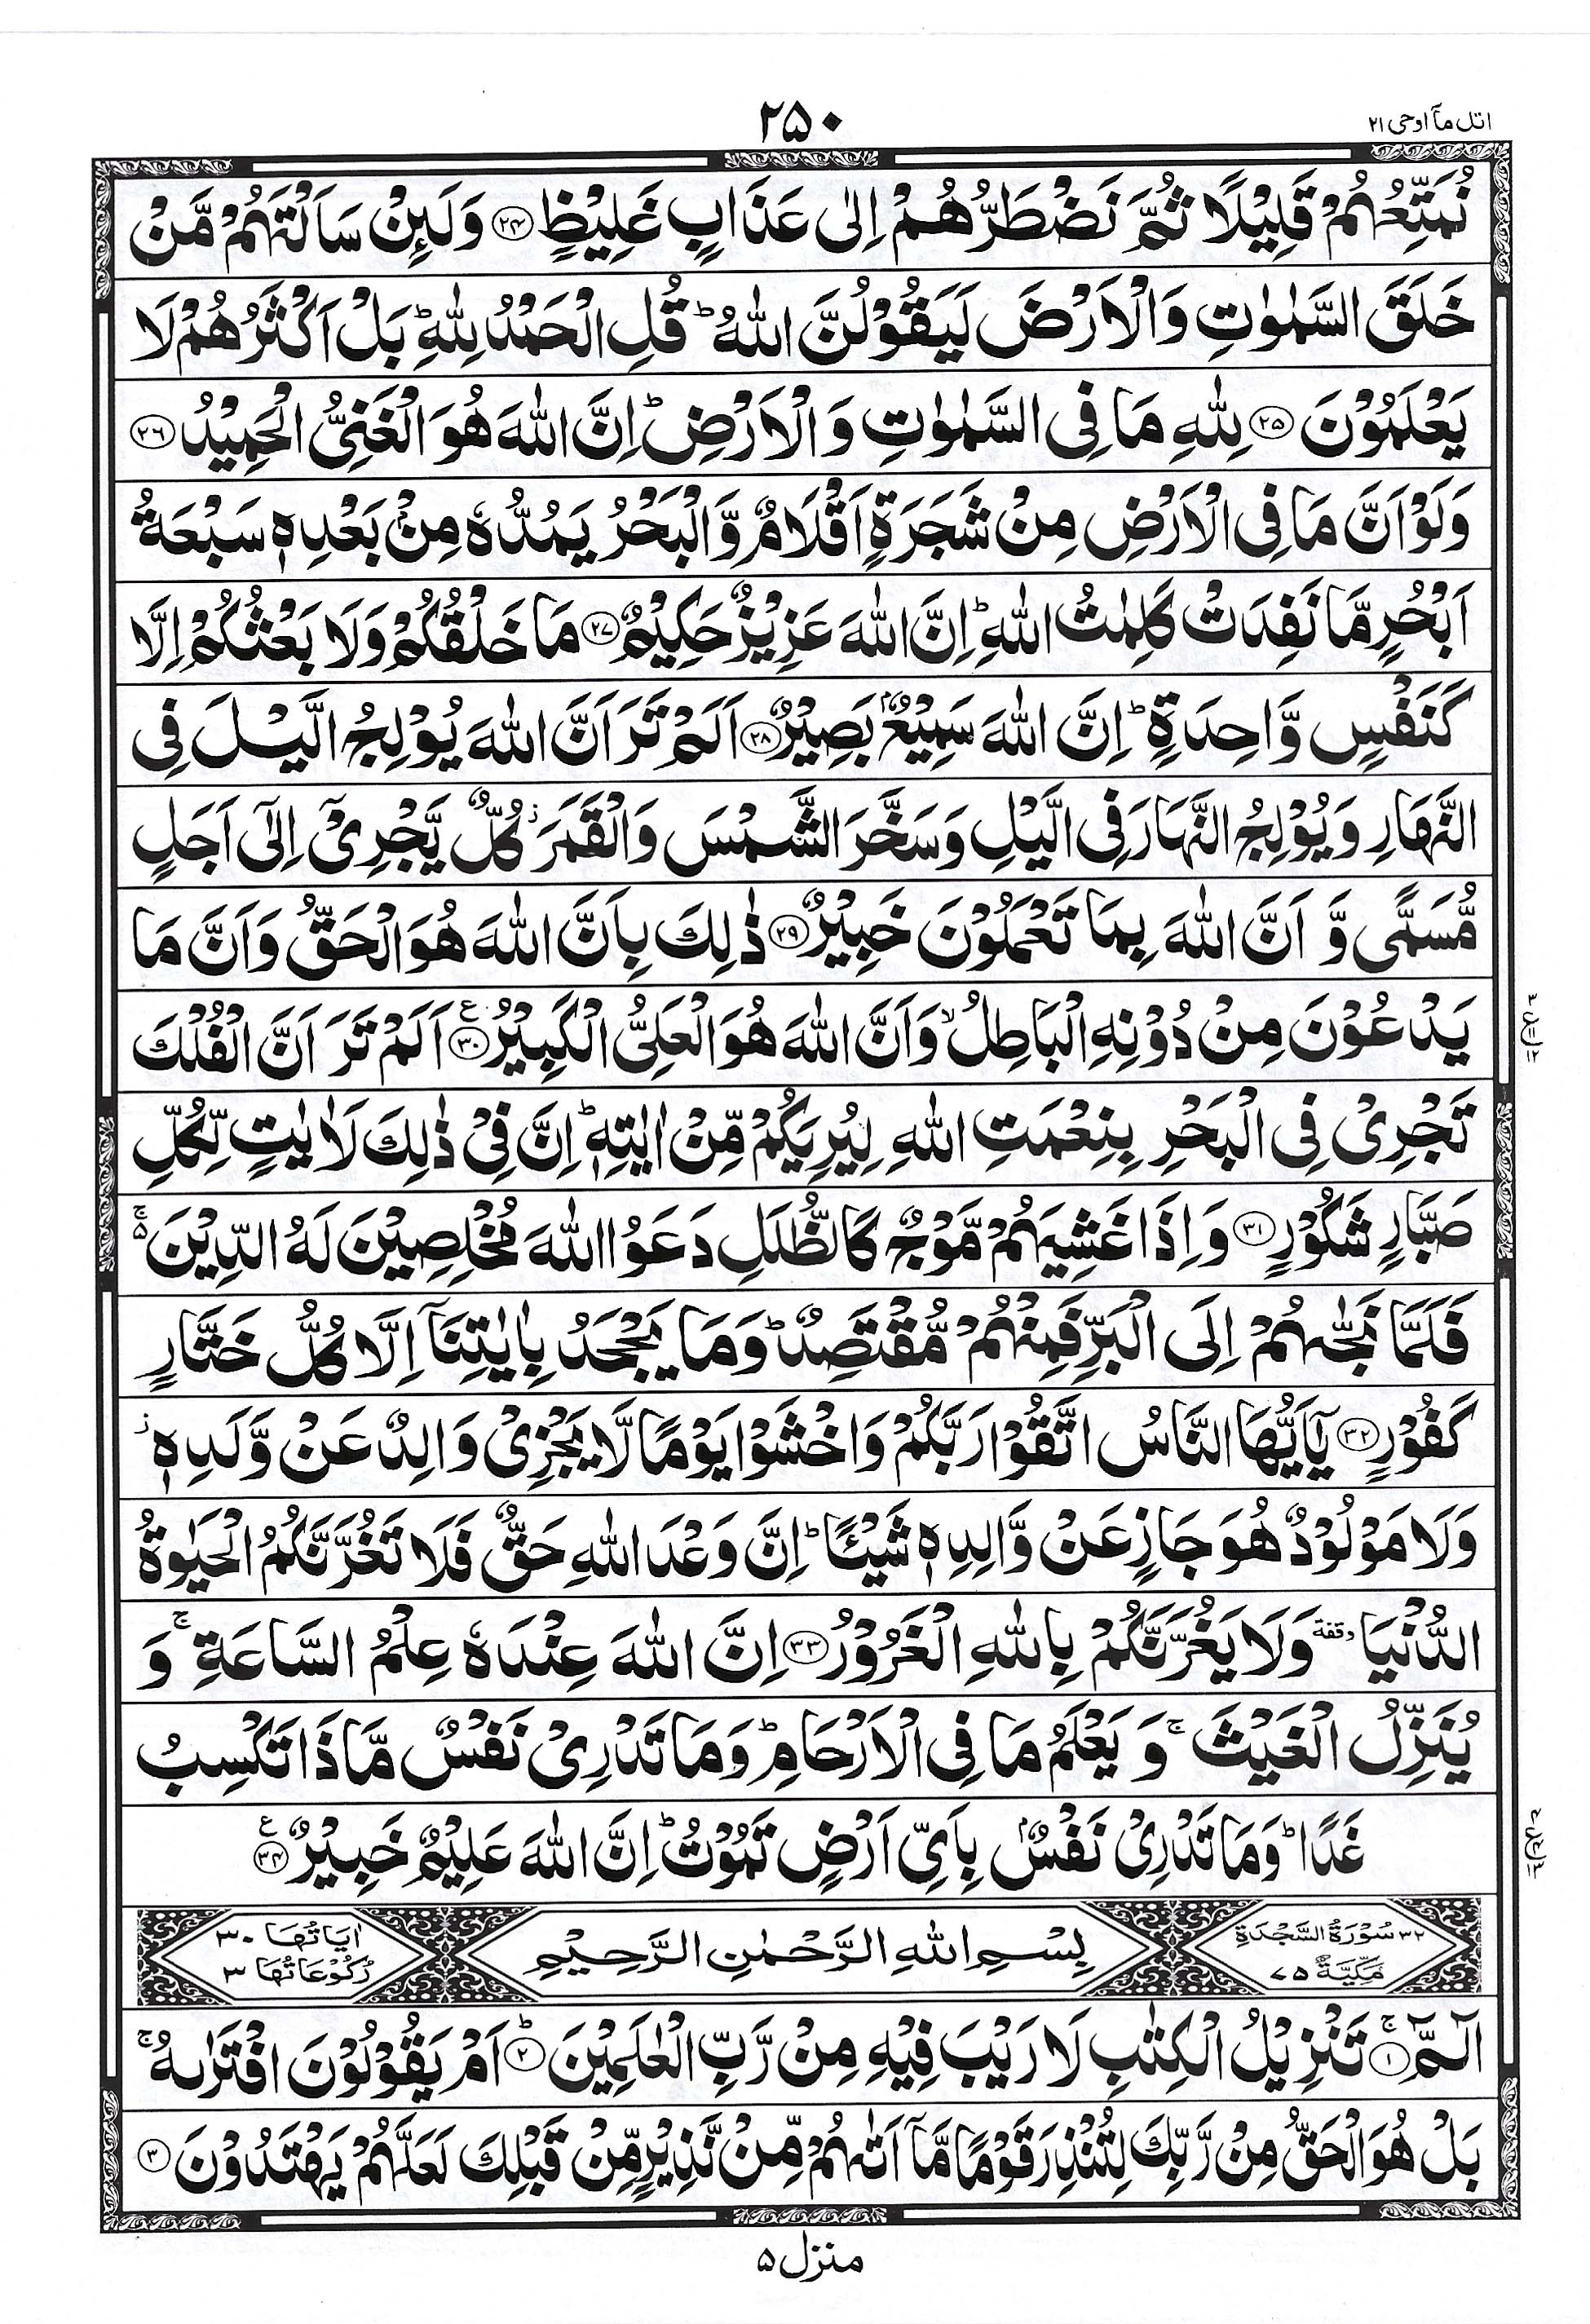 اتل مآ اوحی ۲۱
۲۵۰
نُمَتِّعُهُمْ قَلِيْلًا ثُمَّ نَضْطَرُّهُمْ اِلٰى عَذَابٍ غَلِيْظٍ ﴿۲۴﴾ وَلَىِٕنْ سَاَلْتَهُمْ مَّنْ
خَلَقَ السَّمٰوٰتِ وَالْاَرْضَ لَيَقُوْلُنَّ اللّٰهُ ؕ قُلِ الْحَمْدُ لِلّٰهِ ؕ بَلْ اَكْثَرُهُمْ لَا
يَعْلَمُوْنَ ﴿۲۵﴾ لِلّٰهِ مَا فِى السَّمٰوٰتِ وَالْاَرْضِ ؕ اِنَّ اللّٰهَ هُوَ الْغَنِىُّ الْحَمِيْدُ ﴿۲۶﴾
وَلَوْ اَنَّ مَا فِى الْاَرْضِ مِنْ شَجَرَةٍ اَقْلَامٌ وَّالْبَحْرُ يَمُدُّهٗ مِنْۢ بَعْدِهٖ سَبْعَةُ
اَبْحُرٍ مَّا نَفِدَتْ كَلِمٰتُ اللّٰهِ ؕ اِنَّ اللّٰهَ عَزِيْزٌ حَكِيْمٌ ﴿۲۷﴾ مَا خَلْقُكُمْ وَلَا بَعْثُكُمْ اِلَّا
كَنَفْسٍ وَّاحِدَةٍ ؕ اِنَّ اللّٰهَ سَمِيْعٌۢ بَصِيْرٌ ﴿۲۸﴾ اَلَمْ تَرَ اَنَّ اللّٰهَ يُوْلِجُ الَّيْلَ فِى
النَّهَارِ وَيُوْلِجُ النَّهَارَ فِى الَّيْلِ وَسَخَّرَ الشَّمْسَ وَالْقَمَرَ ؗ كُلٌّ يَّجْرِىْۤ اِلٰٓى اَجَلٍ
مُّسَمًّى وَّ اَنَّ اللّٰهَ بِمَا تَعْمَلُوْنَ خَبِيْرٌ ﴿۲۹﴾ ذٰلِكَ بِاَنَّ اللّٰهَ هُوَ الْحَقُّ وَاَنَّ مَا
يَدْعُوْنَ مِنْ دُوْنِهِ الْبَاطِلُ ۙ وَاَنَّ اللّٰهَ هُوَ الْعَلِىُّ الْكَبِيْرُ ﴿۳۰﴾ ع اَلَمْ تَرَ اَنَّ الْفُلْكَ
تَجْرِىْ فِى الْبَحْرِ بِنِعْمَتِ اللّٰهِ لِيُرِيَكُمْ مِّنْ اٰيٰتِهٖ ؕ اِنَّ فِىْ ذٰلِكَ لَاٰيٰتٍ لِّكُلِّ
صَبَّارٍ شَكُوْرٍ ﴿۳۱﴾ وَاِذَا غَشِيَهُمْ مَّوْجٌ كَالظُّلَلِ دَعَوُا اللّٰهَ مُخْلِصِيْنَ لَهُ الدِّيْنَ ۚ۬
فَلَمَّا نَجّٰىهُمْ اِلَى الْبَرِّ فَمِنْهُمْ مُّقْتَصِدٌ ؕ وَمَا يَجْحَدُ بِاٰيٰتِنَاۤ اِلَّا كُلُّ خَتَّارٍ
كَفُوْرٍ ﴿۳۲﴾ يٰۤاَيُّهَا النَّاسُ اتَّقُوْا رَبَّكُمْ وَاخْشَوْا يَوْمًا لَّا يَجْزِىْ وَالِدٌ عَنْ وَّلَدِهٖ ؗ
وَلَا مَوْلُوْدٌ هُوَ جَازٍ عَنْ وَّالِدِهٖ شَيْـًٔا ؕ اِنَّ وَعْدَ اللّٰهِ حَقٌّ فَلَا تَغُرَّنَّكُمُ الْحَيٰوةُ
الدُّنْيَا وقفة وَلَا يَغُرَّنَّكُمْ بِاللّٰهِ الْغَرُوْرُ ﴿۳۳﴾ اِنَّ اللّٰهَ عِنْدَهٗ عِلْمُ السَّاعَةِ ۚ وَ
يُنَزِّلُ الْغَيْثَ ۚ وَيَعْلَمُ مَا فِى الْاَرْحَامِ ؕ وَمَا تَدْرِىْ نَفْسٌ مَّاذَا تَكْسِبُ
غَدًا ؕ وَمَا تَدْرِىْ نَفْسٌۢ بِاَىِّ اَرْضٍ تَمُوْتُ ؕ اِنَّ اللّٰهَ عَلِيْمٌ خَبِيْرٌ ﴿۳۴﴾ ع
۳۲ سُوْرَةُ السَّجْدَةِ
مَكِّيَّةٌ ۷۵
بِسْمِ اللّٰهِ الرَّحْمٰنِ الرَّحِيْمِ
اٰيَاتُهَا ۳۰
رُكُوْعَاتُهَا ۳
الٓمّٓ ۚ﴿۱﴾ تَنْزِيْلُ الْكِتٰبِ لَا رَيْبَ فِيْهِ مِنْ رَّبِّ الْعٰلَمِيْنَ ؕ﴿۲﴾ اَمْ يَقُوْلُوْنَ افْتَرٰىهُ ۚ
بَلْ هُوَ الْحَقُّ مِنْ رَّبِّكَ لِتُنْذِرَ قَوْمًا مَّاۤ اَتٰىهُمْ مِّنْ نَّذِيْرٍ مِّنْ قَبْلِكَ لَعَلَّهُمْ يَهْتَدُوْنَ ﴿۳﴾
منزل ۵